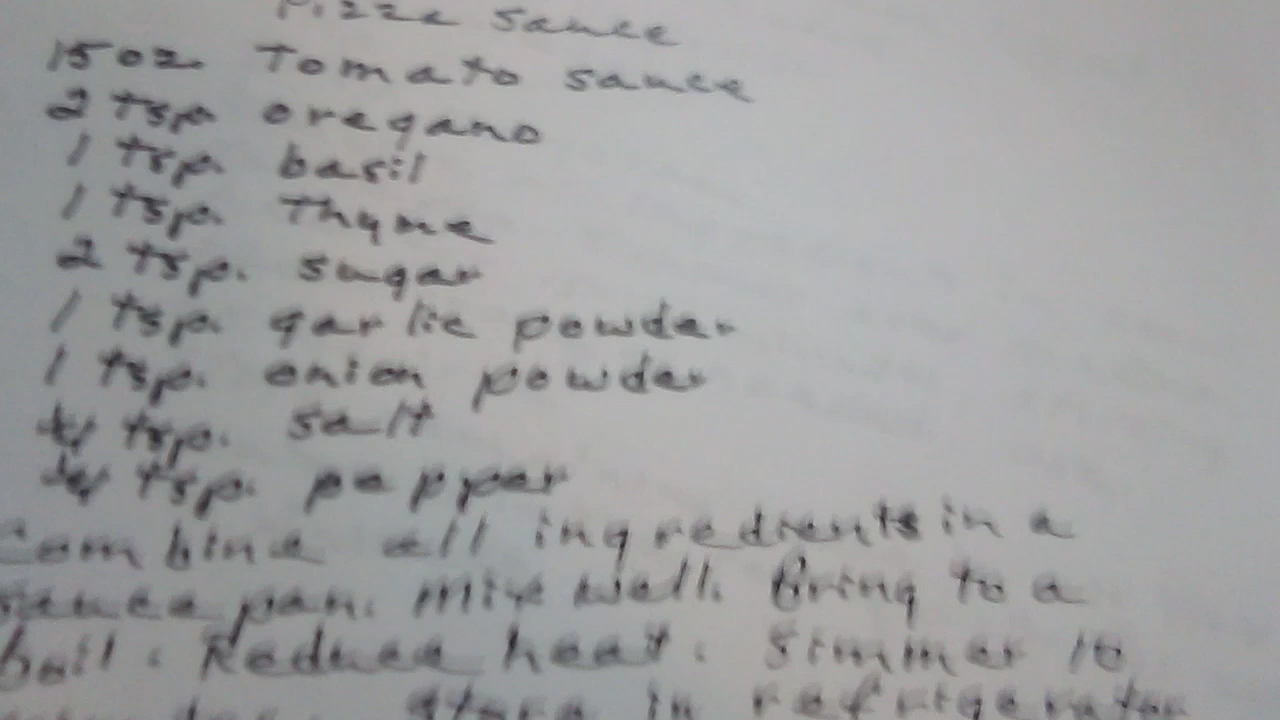 Pizza sauce
15 oz. Tomato sauce
2 tsp. oregano
1 tsp. basil
1 tsp. Thyme
2 tsp. sugar
1 tsp. garlic powder
1 tsp. onion powder
tsp. salt
tsp. pepper
Combine all ingredients in a
sauce pan. Mix well. Bring to a
boil. Reduce heat. Simmer 10
store in refrigerator